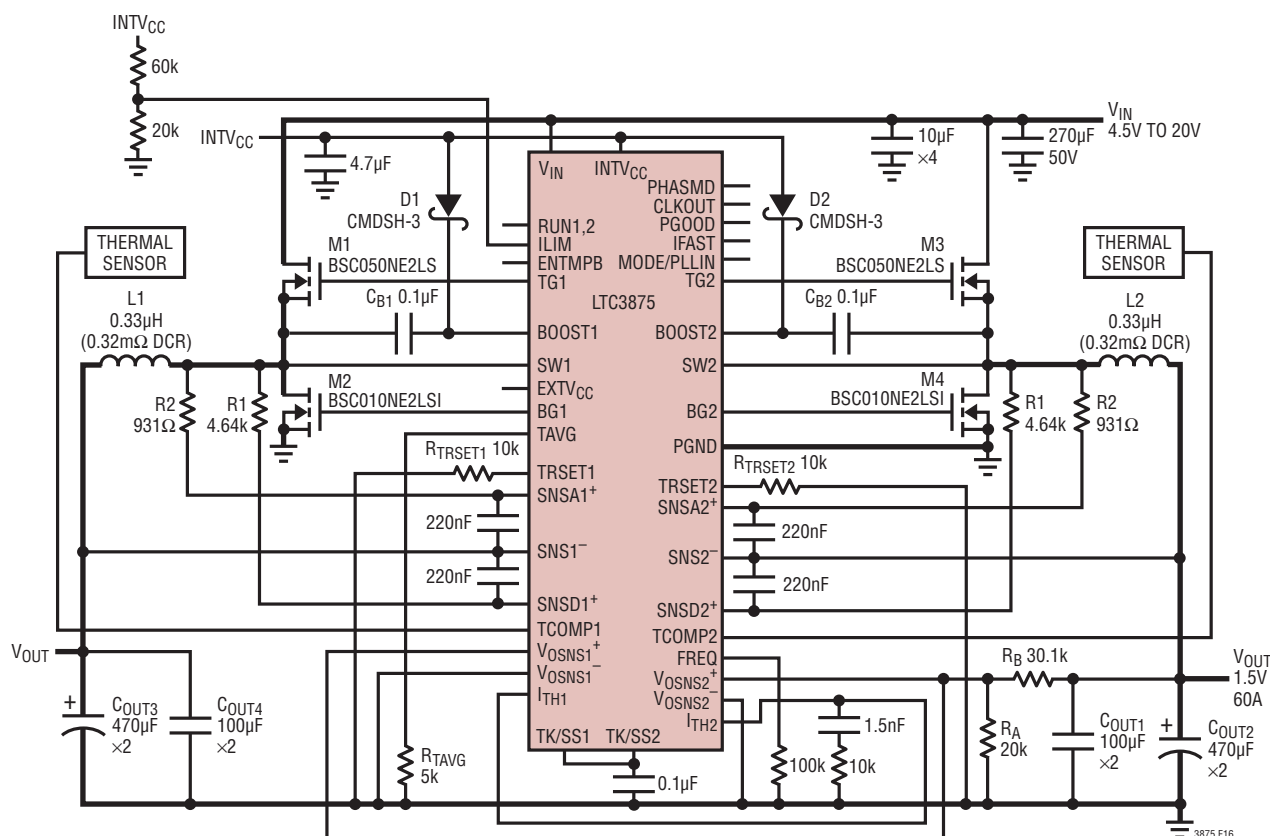 INTVCC
60k
20k
INTVCC
4.7µF
D1
CMDSH-3
VIN
INTVCC
PHASMD
CLKOUT
PGOOD
IFAST
MODE/PLLIN
TG2
RUN1,2
ILIM
ENTMPB
TG1
LTC3875
10µF
×4
270µF
50V
VIN
4.5V TO 20V
D2
CMDSH-3
THERMAL
SENSOR
M1
BSC050NE2LS
M3
BSC050NE2LS
THERMAL
SENSOR
L1
0.33µH
(0.32mΩ DCR)
CB1 0.1µF
BOOST1
BOOST2
CB2 0.1µF
L2
0.33µH
(0.32mΩ DCR)
SW1
SW2
EXTVCC
M2
BSC010NE2LSI
M4
BSC010NE2LSI
R2
931Ω
R1
4.64k
R1
4.64k
R2
931Ω
BG1
BG2
TAVG
PGND
RTRSET1 10k
RTRSET2 10k
TRSET1
TRSET2
SNSA1+
SNSA2+
220nF
220nF
SNS1–
SNS2–
220nF
220nF
SNSD1+
SNSD2+
TCOMP1
TCOMP2
VOSNS1+
FREQ
VOSNS1–
VOSNS2+
ITH1
VOSNS2–
ITH2
TK/SS1
TK/SS2
VOUT
RB 30.1k
VOUT
1.5V
60A
+
COUT3
470µF
×2
COUT4
100µF
×2
RTAVG
5k
0.1µF
100k
1.5nF
10k
RA
20k
COUT1
100µF
×2
+
COUT2
470µF
×2
3875 F16